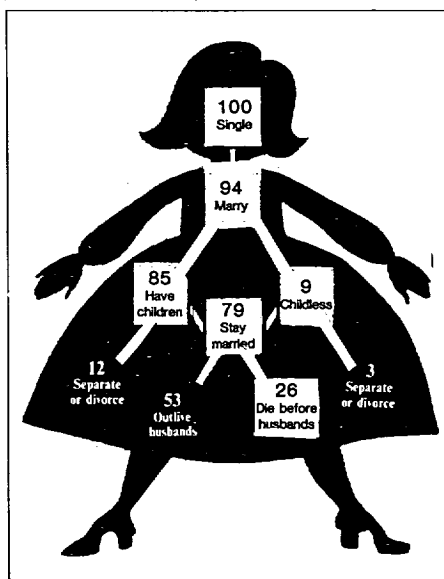 100
Single
94
Marry
85
Have
children
9
Childless
79
Stay
married
12
Separate
or divorce
53
Outlive
husbands
26
Die before
husbands
3
Separate
or divorce